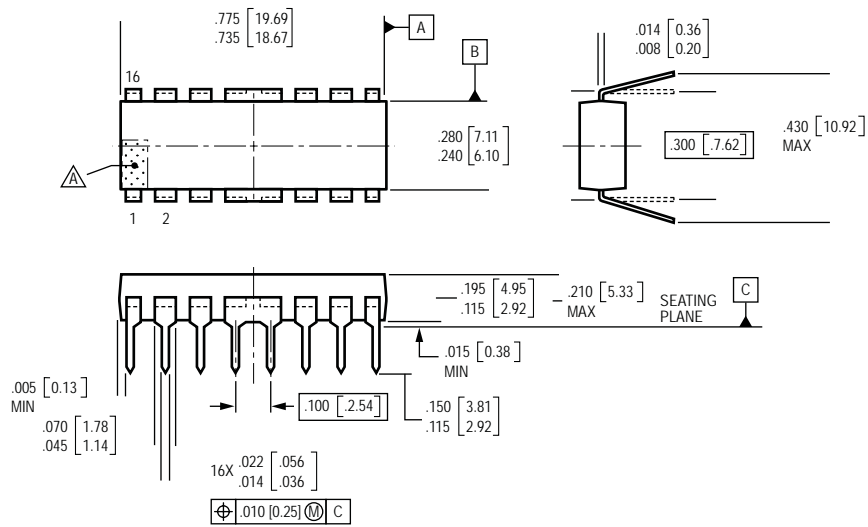 .775 [19.69]
.735 [18.67]
A
B
.014 [0.36]
.008 [0.20]
16
.280 [7.11]
.240 [6.10]
.300 [.7.62]
.430 [10.92]
MAX
A
1 2
.195 [4.95]
.115 [2.92]
.210 [5.33]
MAX
SEATING
PLANE
C
.015 [0.38]
MIN
.005 [0.13]
MIN
.070 [1.78]
.045 [1.14]
.100 [.2.54]
.150 [3.81]
.115 [2.92]
16X .022 [.056]
.014 [.036]
⌖ .010 [0.25] Ⓜ C